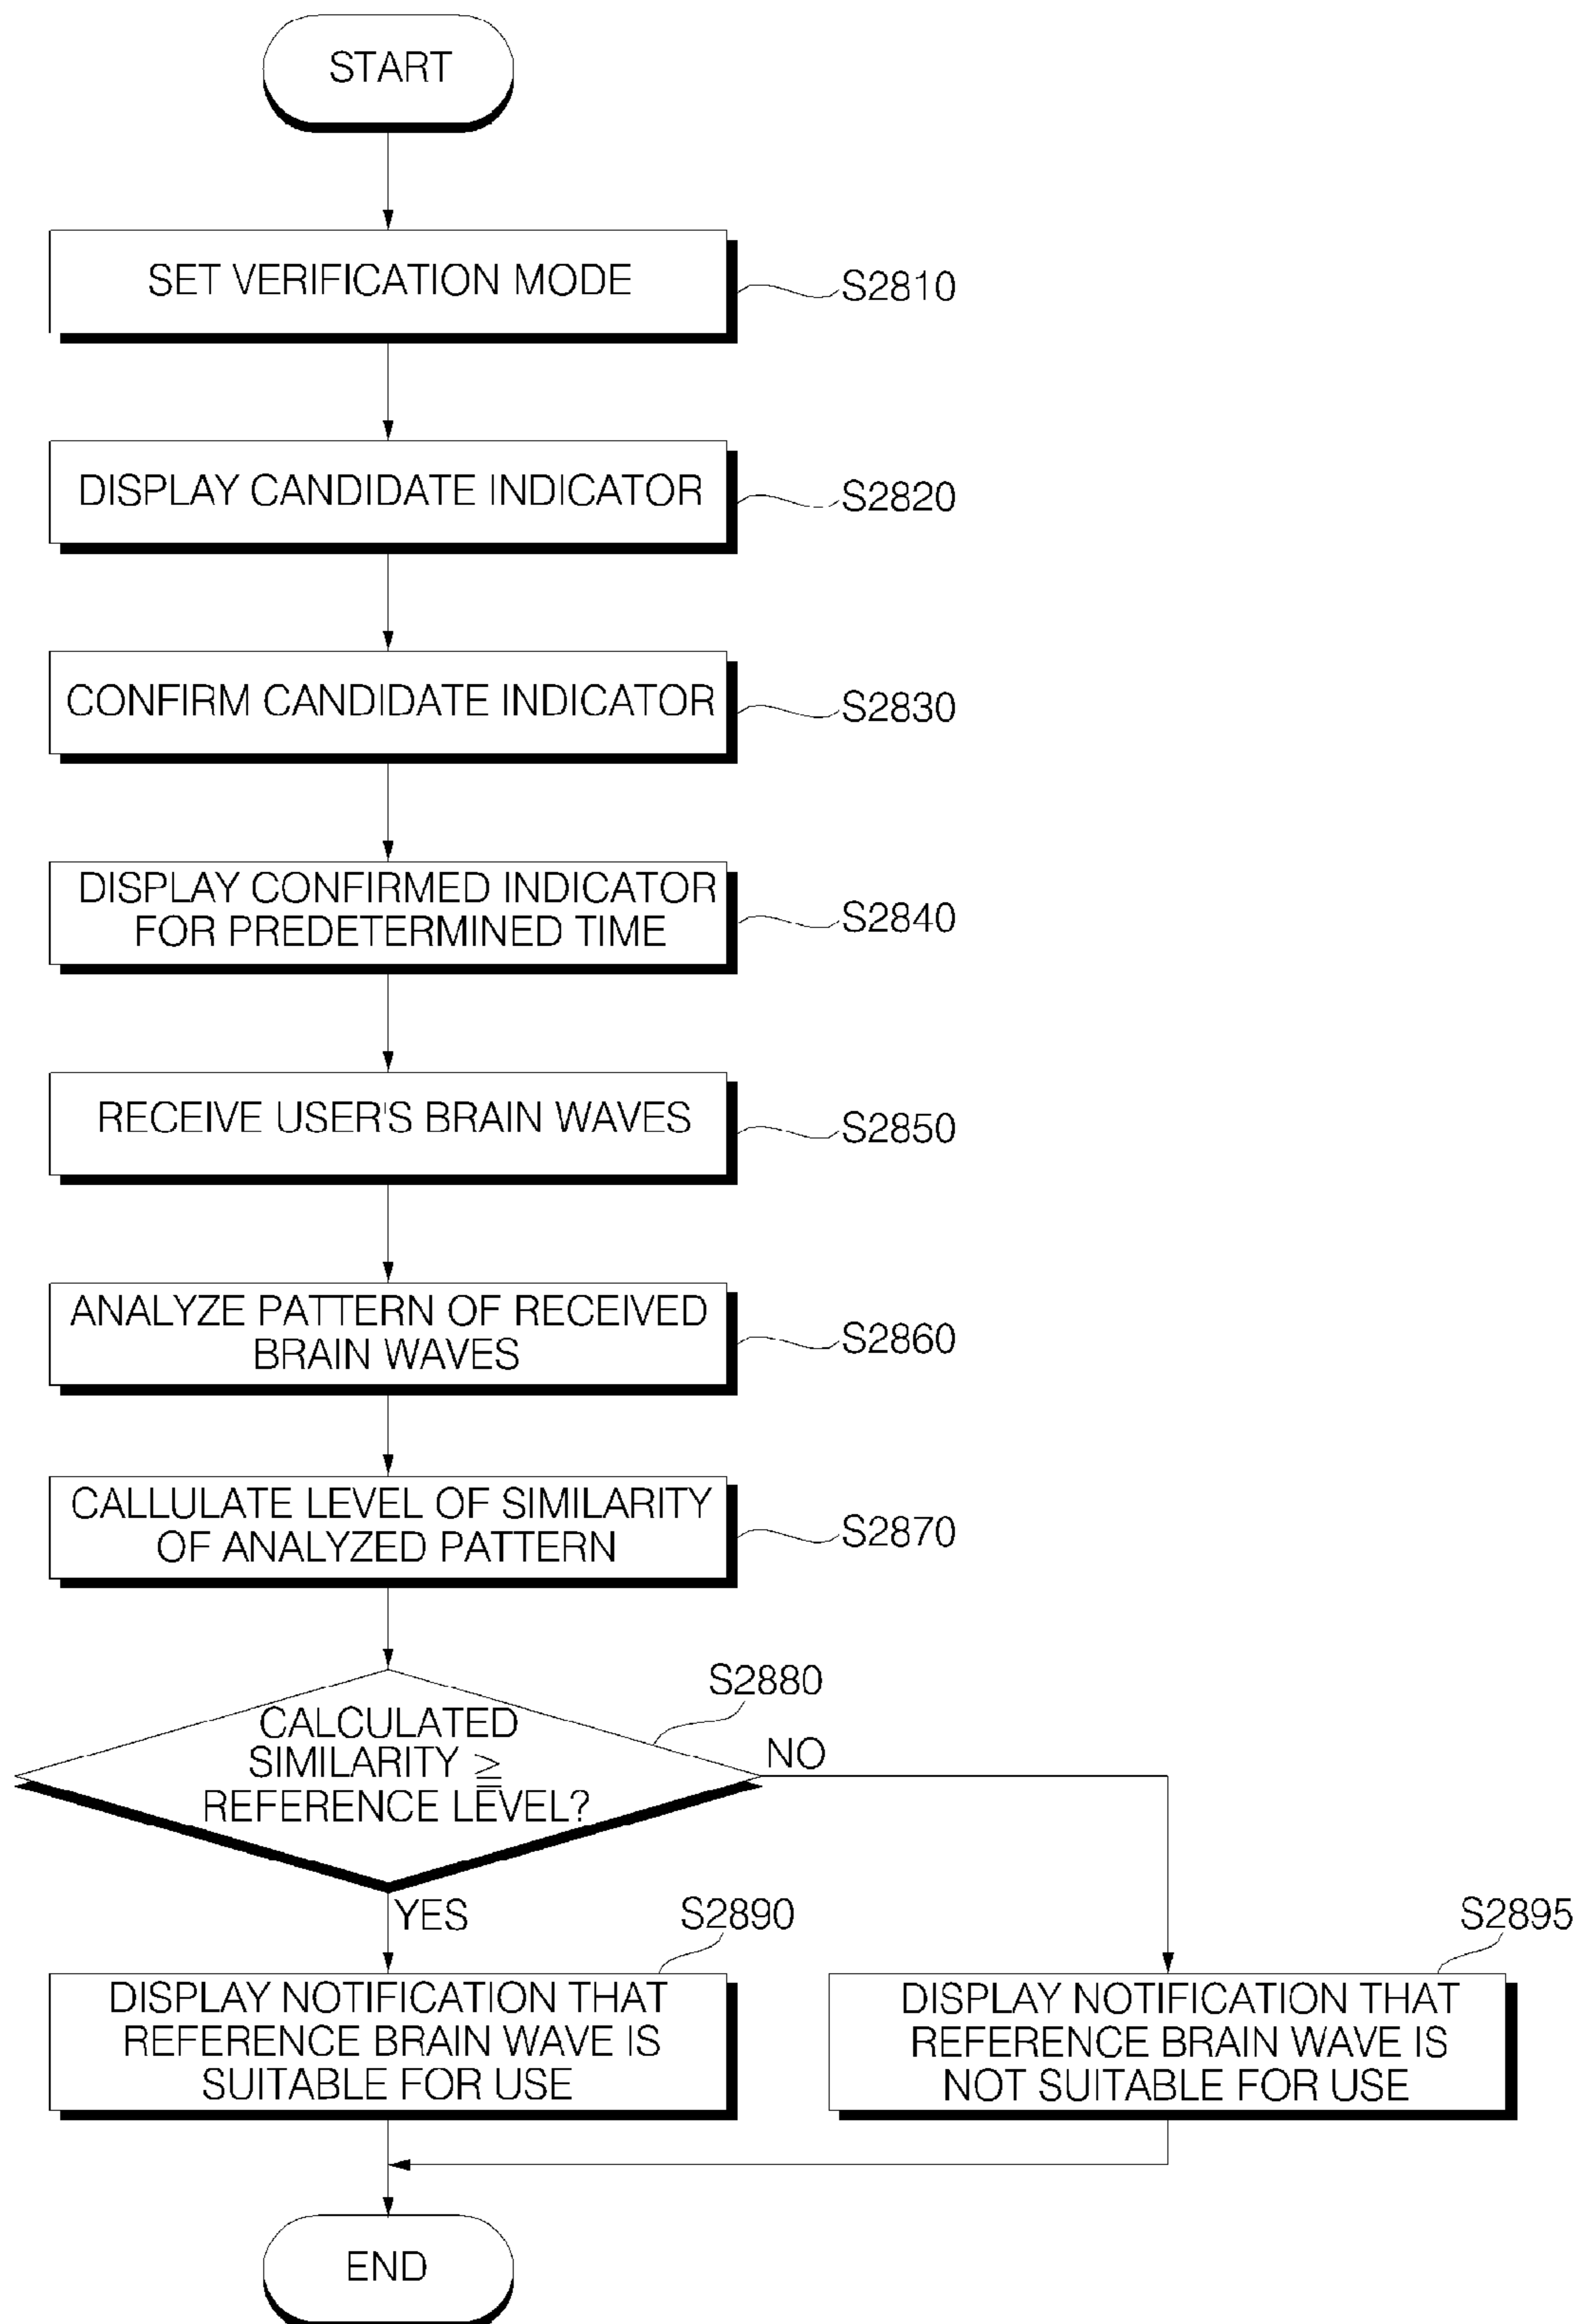 START
SET VERIFICATION MODE
S2810
DISPLAY CANDIDATE INDICATOR
S2820
CONFIRM CANDIDATE INDICATOR
S2830
DISPLAY CONFIRMED INDICATOR
FOR PREDETERMINED TIME
S2840
RECEIVE USER'S BRAIN WAVES
S2850
ANALYZE PATTERN OF RECEIVED
BRAIN WAVES
S2860
CALLULATE LEVEL OF SIMILARITY
OF ANALYZED PATTERN
S2870
S2880
CALCULATED
SIMILARITY ≧
REFERENCE LEVEL?
NO
YES
S2890
DISPLAY NOTIFICATION THAT
REFERENCE BRAIN WAVE IS
SUITABLE FOR USE
S2895
DISPLAY NOTIFICATION THAT
REFERENCE BRAIN WAVE IS
NOT SUITABLE FOR USE
END